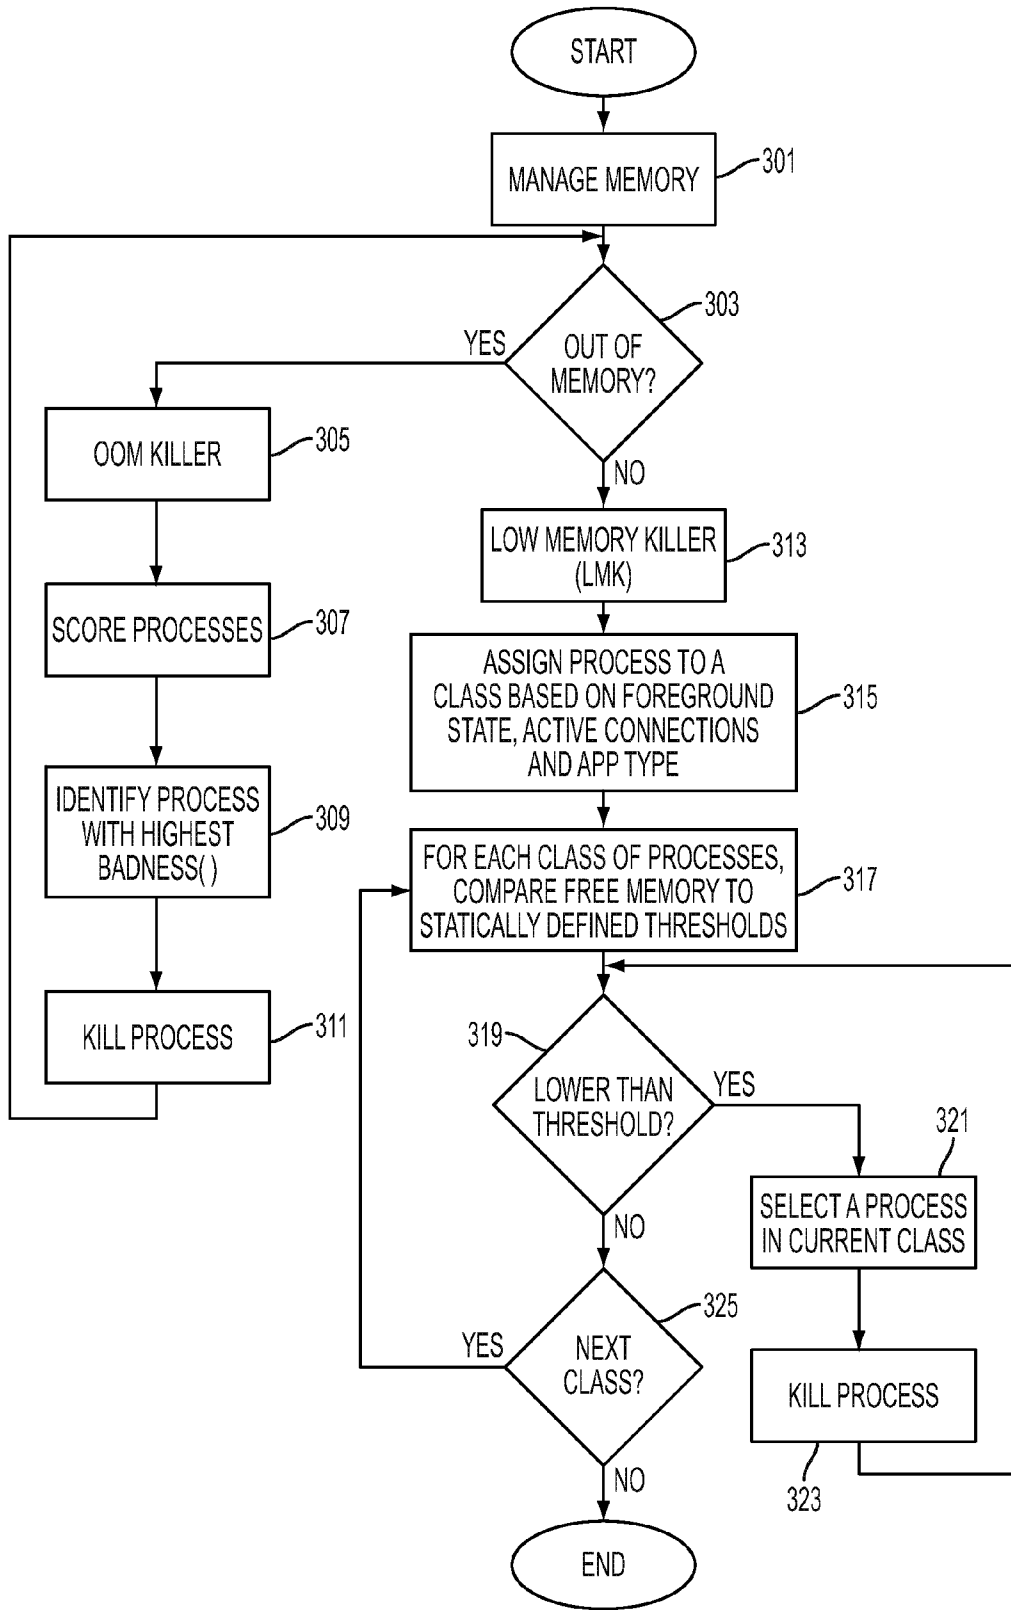 START
MANAGE MEMORY
301
303
OUT OF
MEMORY?
YES
NO
OOM KILLER
305
SCORE PROCESSES
307
IDENTIFY PROCESS
WITH HIGHEST
BADNESS( )
309
KILL PROCESS
311
LOW MEMORY KILLER
(LMK)
313
ASSIGN PROCESS TO A
CLASS BASED ON FOREGROUND
STATE, ACTIVE CONNECTIONS
AND APP TYPE
315
FOR EACH CLASS OF PROCESSES,
COMPARE FREE MEMORY TO
STATICALLY DEFINED THRESHOLDS
317
319
LOWER THAN
THRESHOLD?
YES
NO
321
SELECT A PROCESS
IN CURRENT CLASS
KILL PROCESS
323
325
NEXT
CLASS?
YES
NO
END